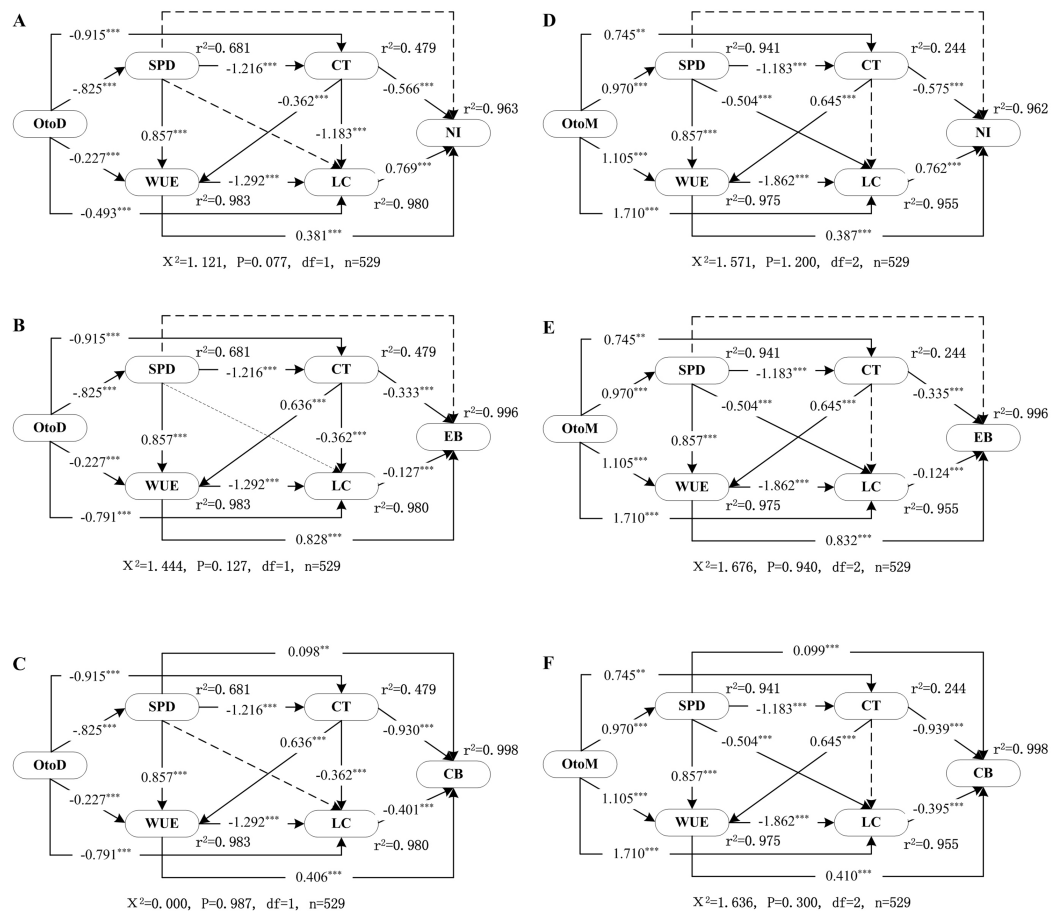 A
-0.915***
r²=0.681
r²=0.479
SPD
-1.216***
CT
-.825***
-0.362***
-0.566***
r²=0.963
OtoD
NI
0.857***
-1.183***
-0.227***
0.769***
WUE
-1.292***
LC
r²=0.983
r²=0.980
-0.493***
0.381***
X²=1.121, P=0.077, df=1, n=529
D
0.745**
r²=0.941
r²=0.244
SPD
-1.183***
CT
0.970***
-0.504***
0.645***
-0.575***
r²=0.962
OtoM
NI
0.857***
1.105***
0.762***
WUE
-1.862***
LC
r²=0.975
r²=0.955
1.710***
0.387***
X²=1.571, P=1.200, df=2, n=529
B
-0.915***
r²=0.681
r²=0.479
SPD
-1.216***
CT
-.825***
0.636***
-0.333***
r²=0.996
OtoD
EB
0.857***
-0.362***
-0.227***
-0.127***
WUE
-1.292***
LC
r²=0.983
r²=0.980
-0.791***
0.828***
X²=1.444, P=0.127, df=1, n=529
E
0.745**
r²=0.941
r²=0.244
SPD
-1.183***
CT
0.970***
-0.504***
0.645***
-0.335***
r²=0.996
OtoM
EB
0.857***
1.105***
-0.124***
WUE
-1.862***
LC
r²=0.975
r²=0.955
1.710***
0.832***
X²=1.676, P=0.940, df=2, n=529
C
0.098**
-0.915***
r²=0.681
r²=0.479
SPD
-1.216***
CT
-.825***
0.636***
-0.930***
r²=0.998
OtoD
CB
0.857***
-0.362***
-0.227***
-0.401***
WUE
-1.292***
LC
r²=0.983
r²=0.980
-0.791***
0.406***
X²=0.000, P=0.987, df=1, n=529
F
0.099***
0.745**
r²=0.941
r²=0.244
SPD
-1.183***
CT
0.970***
-0.504***
0.645***
-0.939***
r²=0.998
OtoM
CB
0.857***
1.105***
-0.395***
WUE
-1.862***
LC
r²=0.975
r²=0.955
1.710***
0.410***
X²=1.636, P=0.300, df=2, n=529